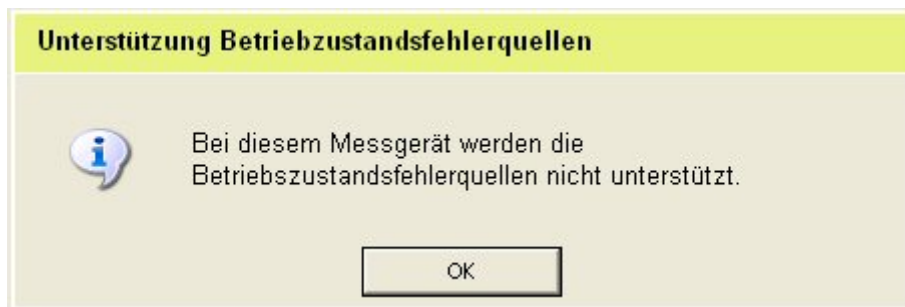 Unterstützung Betriebzustandsfehlerquellen
Bei diesem Messgerät werden die
Betriebszustandsfehlerquellen nicht unterstützt.
OK